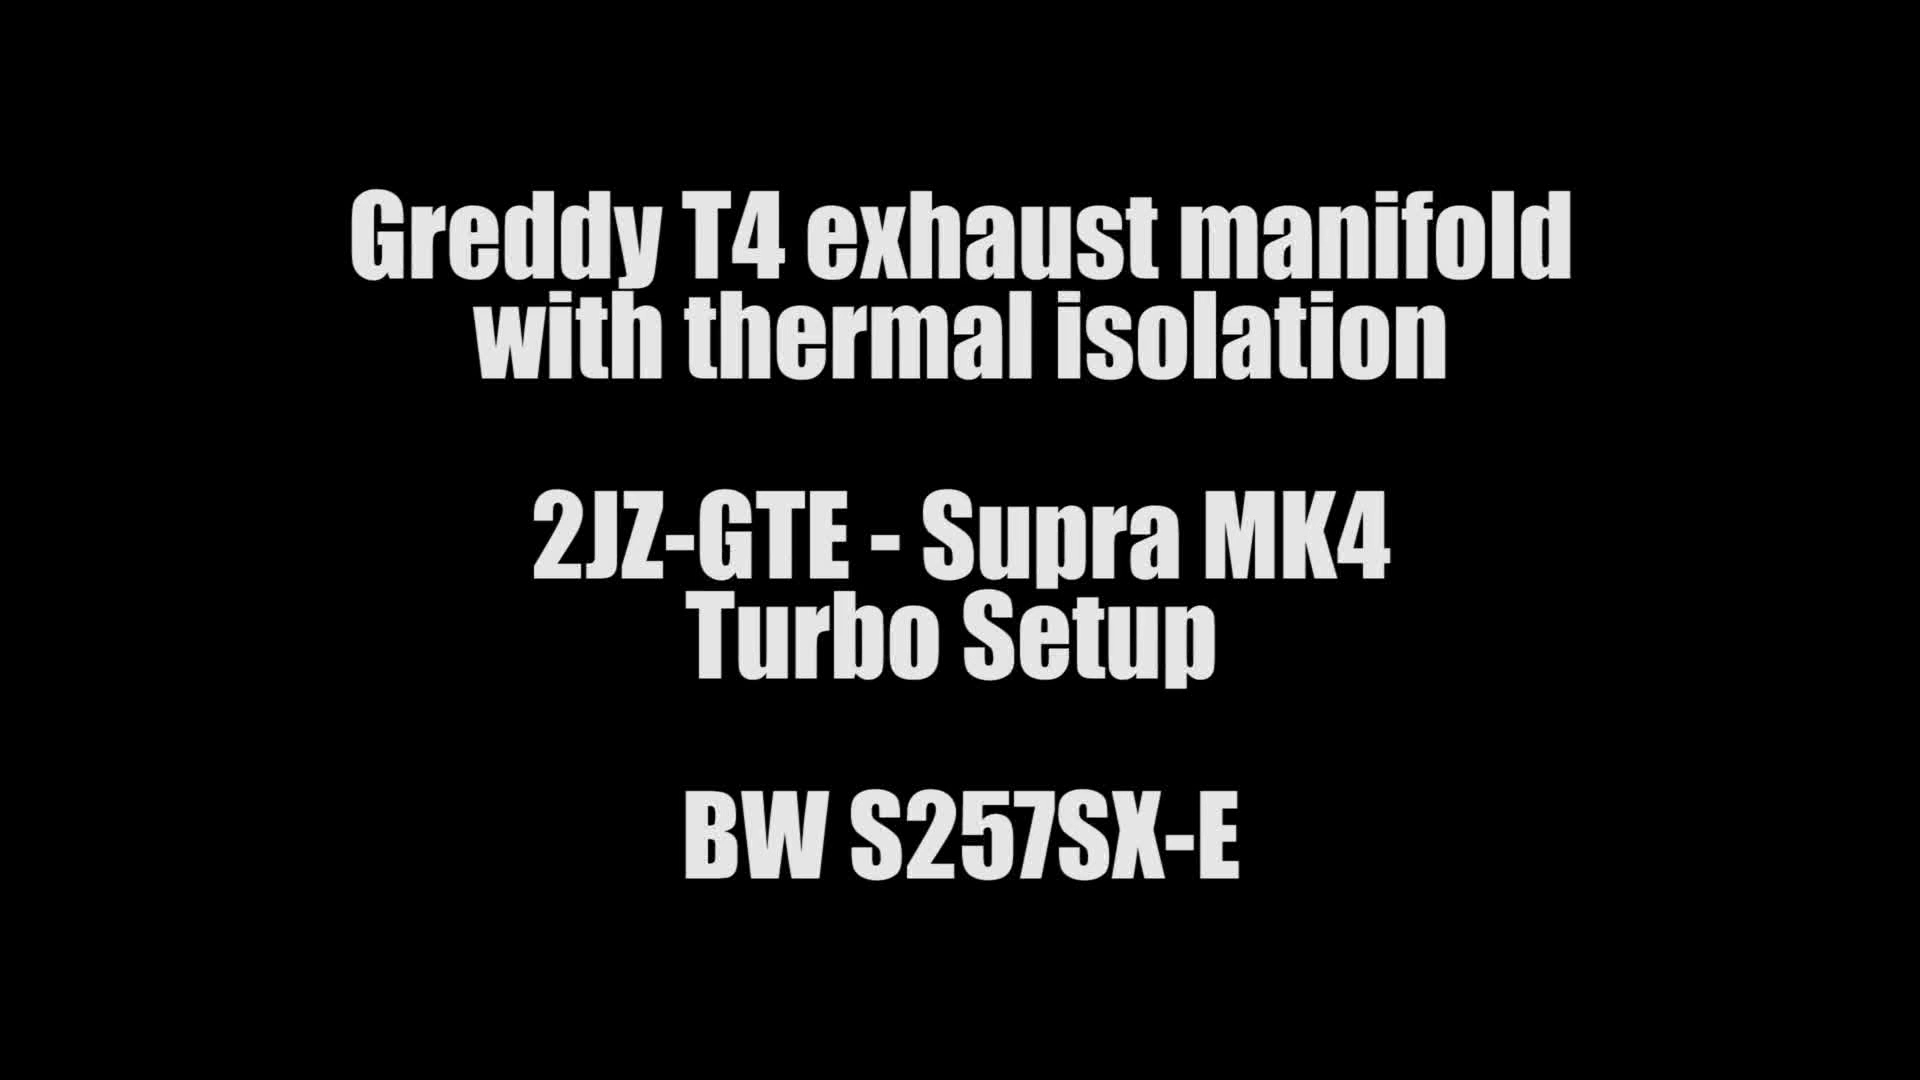 Greddy T4 exhaust manifold
with thermal isolation
2JZ-GTE - Supra MK4
Turbo Setup
BW S257SX-E